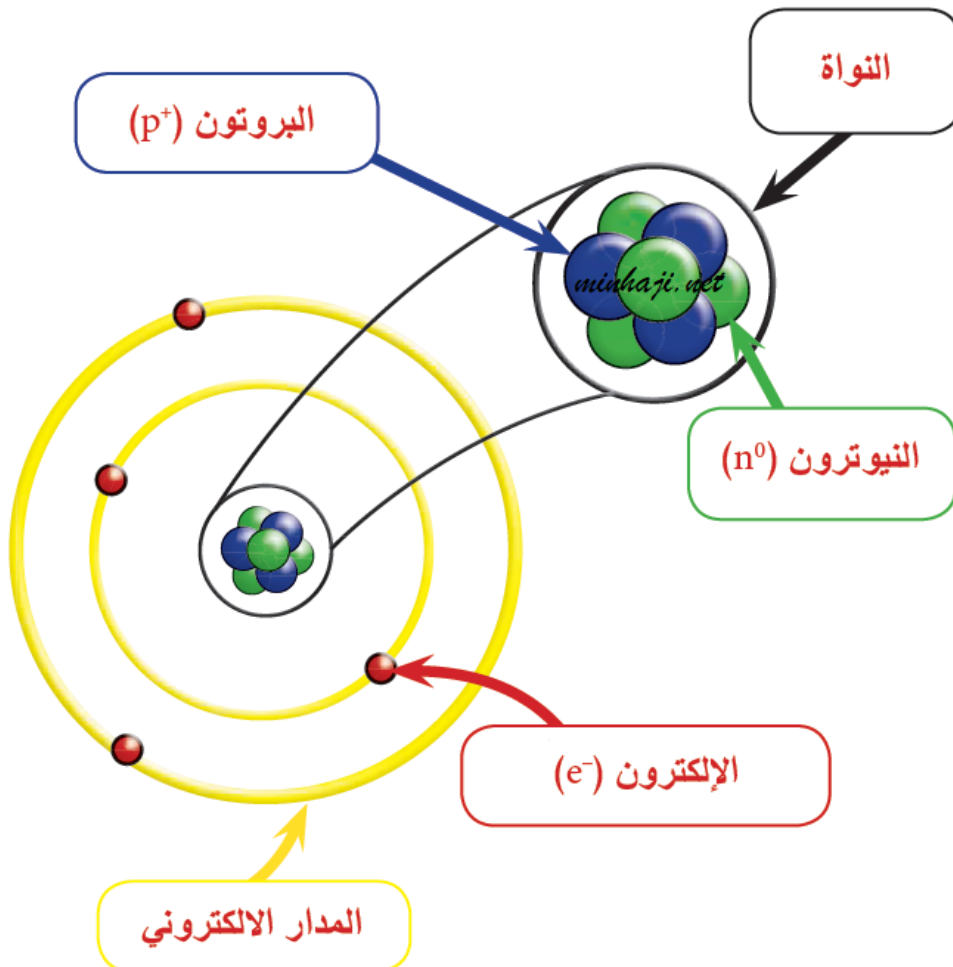 النواة
البروتون (p⁺)
minhaji.net
النيوترون (n⁰)
الإلكترون (e⁻)
المدار الالكتروني